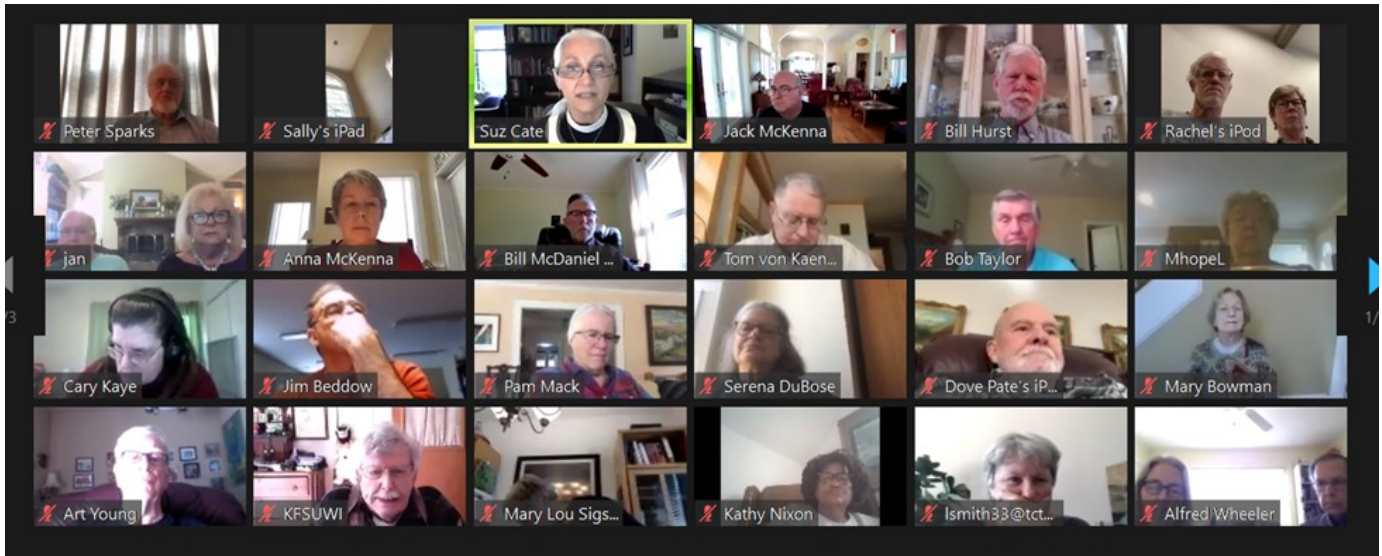 Peter Sparks
Sally's iPad
Suz Cate
Jack McKenna
Bill Hurst
Rachel's iPod
jan
Anna McKenna
Bill McDaniel ...
Tom von Kaen...
Bob Taylor
MhopeL
/3
1/
Cary Kaye
Jim Beddow
Pam Mack
Serena DuBose
Dove Pate's iP...
Mary Bowman
Art Young
KFSUWI
Mary Lou Sigs...
Kathy Nixon
lsmith33@tct...
Alfred Wheeler